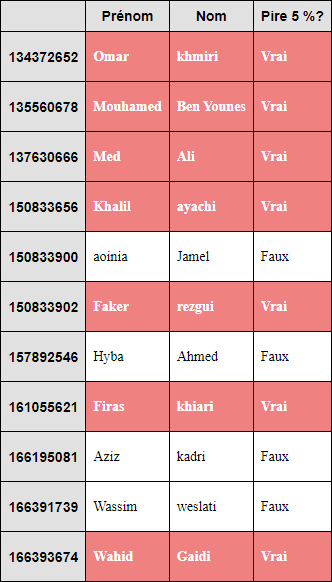 Prénom Nom Pire 5 %?
134372652 Omar khmiri Vrai
135560678 Mouhamed Ben Younes Vrai
137630666 Med Ali Vrai
150833656 Khalil ayachi Vrai
150833900 aoinia Jamel Faux
150833902 Faker rezgui Vrai
157892546 Hyba Ahmed Faux
161055621 Firas khiari Vrai
166195081 Aziz kadri Faux
166391739 Wassim weslati Faux
166393674 Wahid Gaidi Vrai